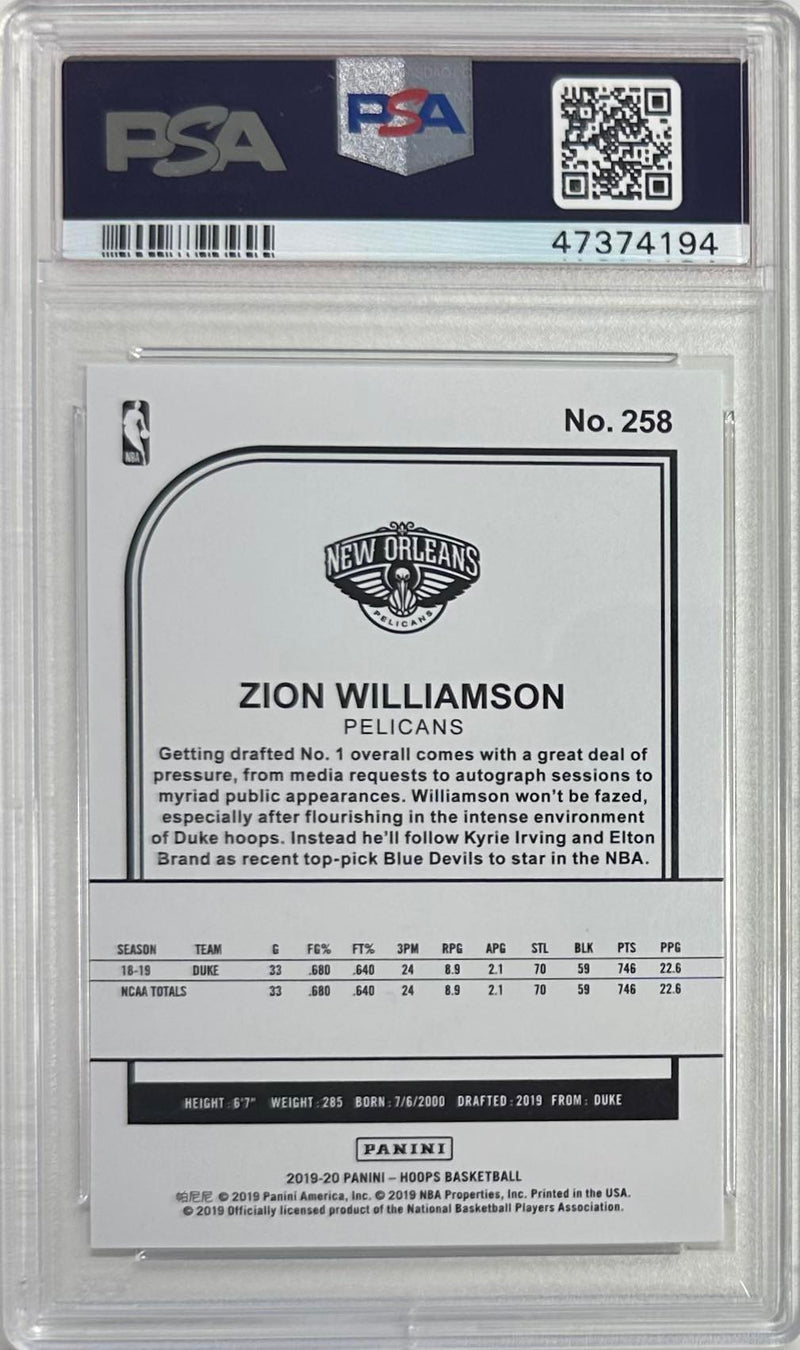 PSA
PSA
47374194
NBA
No. 258
NEW ORLEANS
PELICANS
ZION WILLIAMSON
PELICANS
Getting drafted No. 1 overall comes with a great deal of
pressure, from media requests to autograph sessions to
myriad public appearances. Williamson won't be fazed,
especially after flourishing in the intense environment
of Duke hoops. Instead he'll follow Kyrie Irving and Elton
Brand as recent top-pick Blue Devils to star in the NBA.
SEASON TEAM G FG% FT% 3PM RPG APG STL BLK PTS PPG
18-19 DUKE 33 .680 .640 24 8.9 2.1 70 59 746 22.6
NCAA TOTALS 33 .680 .640 24 8.9 2.1 70 59 746 22.6
HEIGHT: 6'7" WEIGHT: 285 BORN: 7/6/2000 DRAFTED: 2019 FROM: DUKE
PANINI
2019-20 PANINI – HOOPS BASKETBALL
帕尼尼 © 2019 Panini America, Inc. © 2019 NBA Properties, Inc. Printed in the USA.
© 2019 Officially licensed product of the National Basketball Players Association.